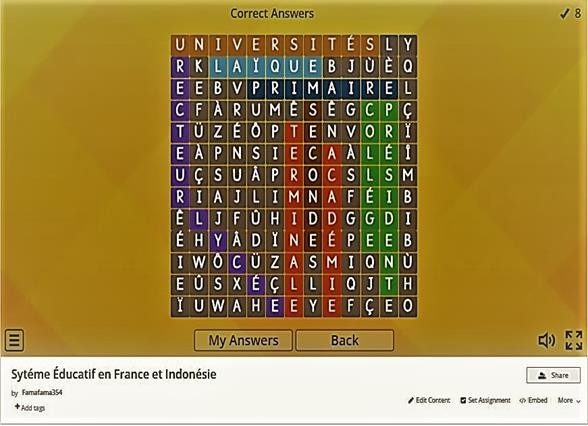 Correct Answers
✓ 8
U N I V E R S I T É S L Y
R K L A Ï Q U E B J Ù È Q
E E B V P R I M A I R E L
C F À R U M Ê S Ê G C P Ç
T Ü Z É Ô P T E N V O R Ï
E À P N S I E C A À L É Î
U Ç S U Â P R O C S L S M
R I A J L I M N A F É I B
Ê L J F Û H I D D G G D I
É H Y Â D Ï N E É P E E B
I W Ô C Ü Z A S M I Q N Ù
E Û S X É Ç L L I Q J T H
Ï U W A H E E Y E F Ç E O
My Answers
Back
Sytéme Éducatif en France et Indonésie
Share
by Famafama354
Add tags
Edit Content
Set Assignment
Embed
More